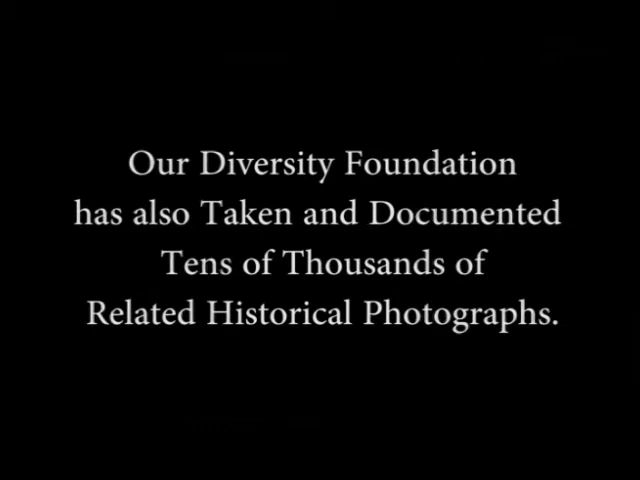 Our Diversity Foundation
has also Taken and Documented
Tens of Thousands of
Related Historical Photographs.